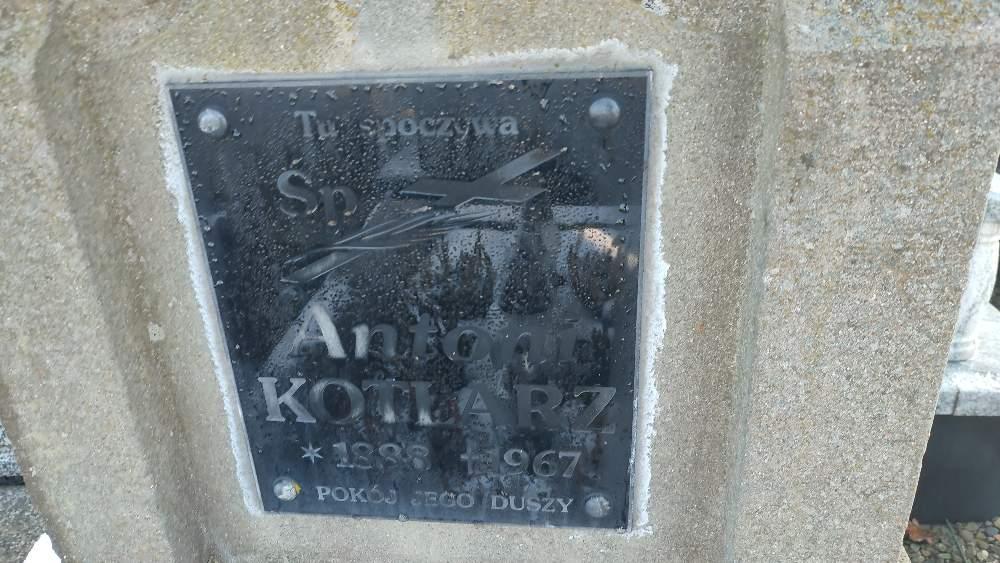 Tu spoczywa
Śp
Antoni
KOTLARZ
* 1888 +1967
POKÓJ JEGO DUSZY